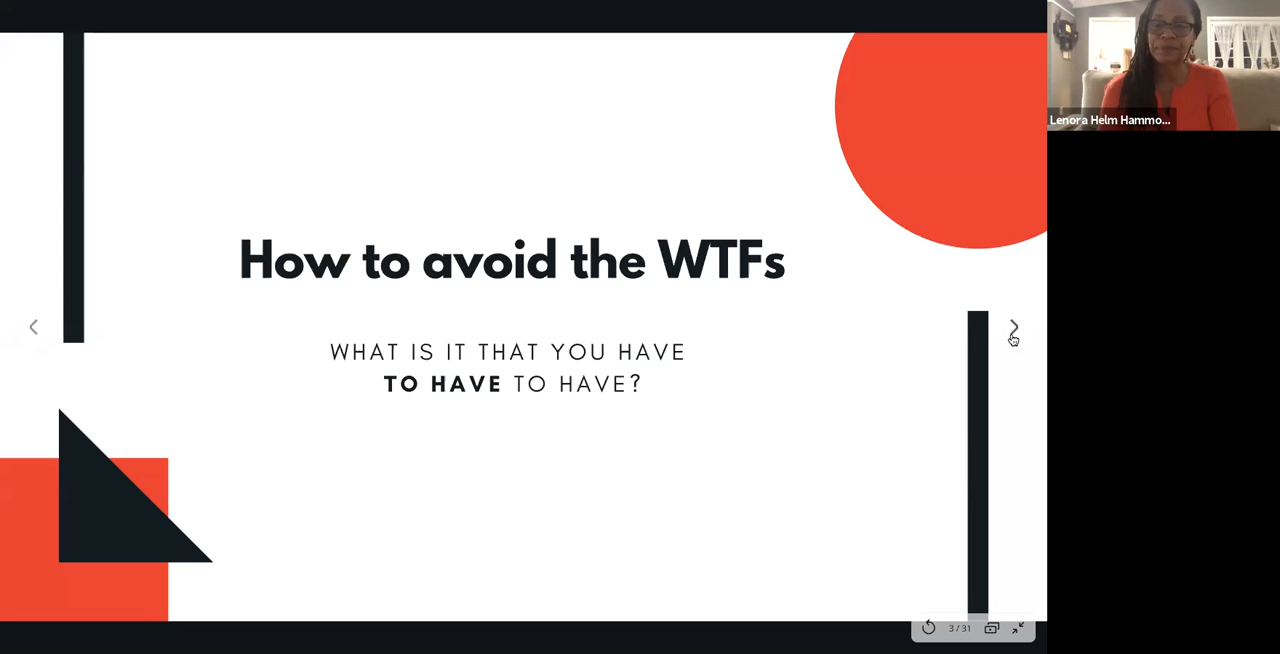 How to avoid the WTFs
WHAT IS IT THAT YOU HAVE
TO HAVE TO HAVE?
Lenora Helm Hammo...
3 / 31